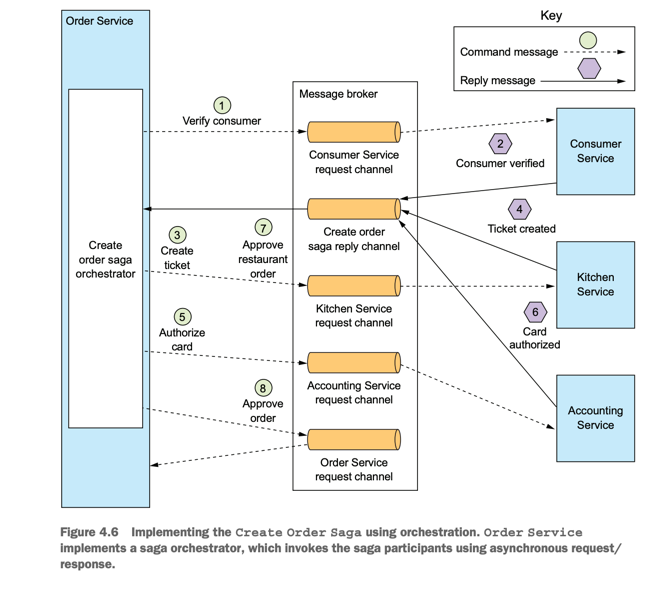 Order Service
Key
Command message
Reply message
Message broker
1
Verify consumer
Consumer Service
request channel
2
Consumer verified
Consumer
Service
Create order
saga reply channel
4
Ticket created
3
Create
ticket
7
Approve
restaurant
order
Create
order saga
orchestrator
Kitchen Service
request channel
Kitchen
Service
5
Authorize
card
6
Card
authorized
Accounting Service
request channel
Accounting
Service
8
Approve
order
Order Service
request channel
Figure 4.6 Implementing the Create Order Saga using orchestration. Order Service
implements a saga orchestrator, which invokes the saga participants using asynchronous request/
response.